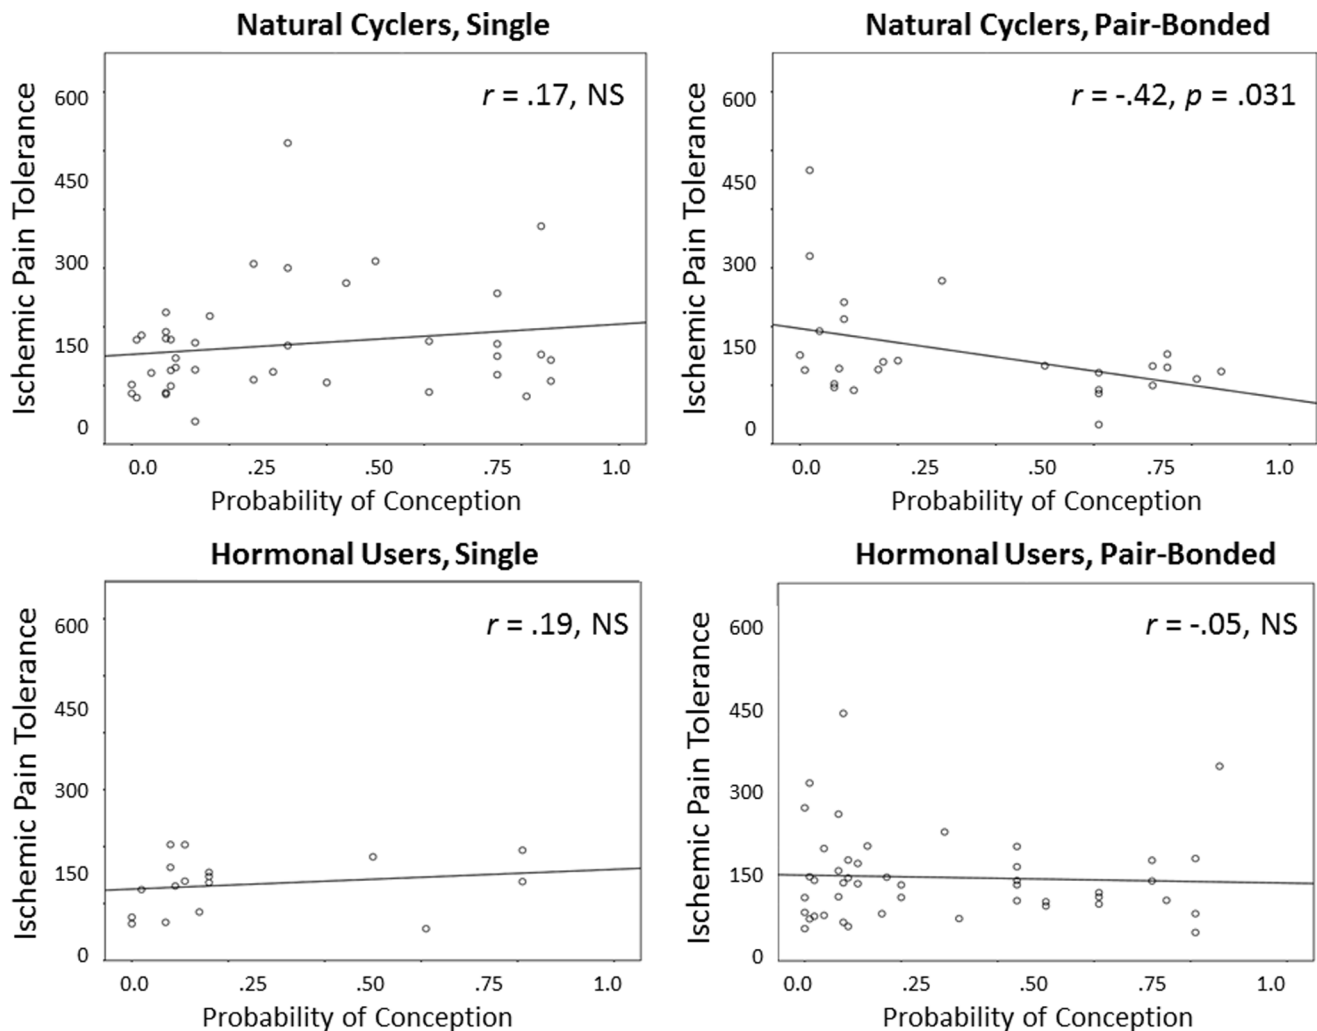 Natural Cyclers, Single
r = .17, NS
Ischemic Pain Tolerance
600
450
300
150
0
0.0 .25 .50 .75 1.0
Probability of Conception
Natural Cyclers, Pair-Bonded
r = -.42, p = .031
Ischemic Pain Tolerance
600
450
300
150
0
0.0 .25 .50 .75 1.0
Probability of Conception
Hormonal Users, Single
r = .19, NS
Ischemic Pain Tolerance
600
450
300
150
0
0.0 .25 .50 .75 1.0
Probability of Conception
Hormonal Users, Pair-Bonded
r = -.05, NS
Ischemic Pain Tolerance
600
450
300
150
0
0.0 .25 .50 .75 1.0
Probability of Conception